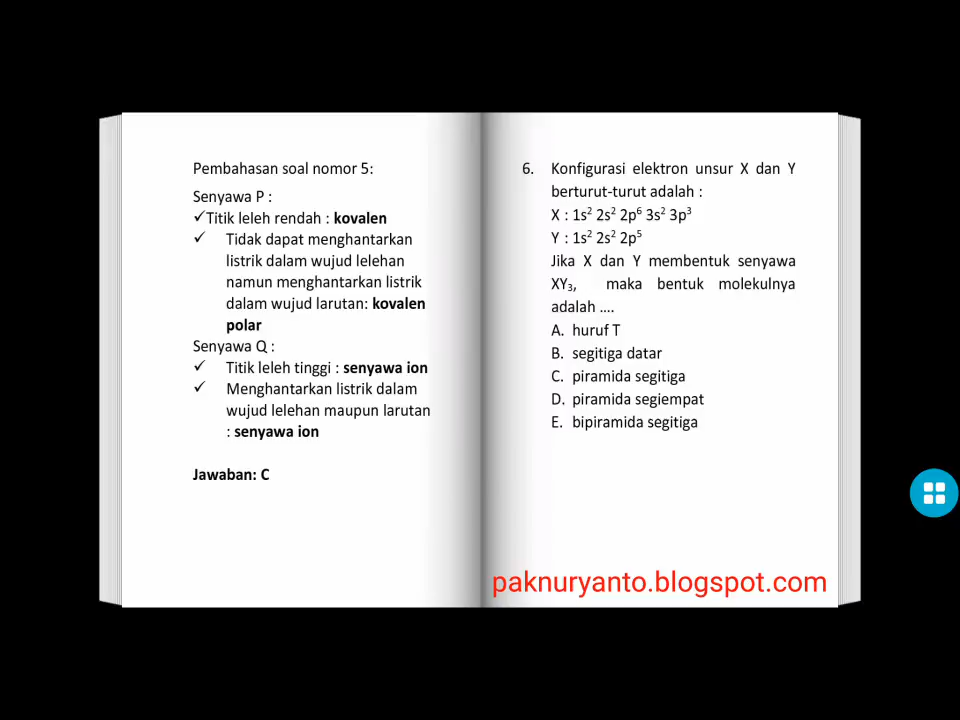 Pembahasan soal nomor 5:
Senyawa P :
✓Titik leleh rendah : kovalen
✓ Tidak dapat menghantarkan
listrik dalam wujud lelehan
namun menghantarkan listrik
dalam wujud larutan: kovalen
polar
Senyawa Q :
✓ Titik leleh tinggi : senyawa ion
✓ Menghantarkan listrik dalam
wujud lelehan maupun larutan
: senyawa ion
Jawaban: C
6. Konfigurasi elektron unsur X dan Y
berturut-turut adalah :
X : 1s² 2s² 2p⁶ 3s² 3p³
Y : 1s² 2s² 2p⁵
Jika X dan Y membentuk senyawa
XY₃, maka bentuk molekulnya
adalah ....
A. huruf T
B. segitiga datar
C. piramida segitiga
D. piramida segiempat
E. bipiramida segitiga
paknuryanto.blogspot.com